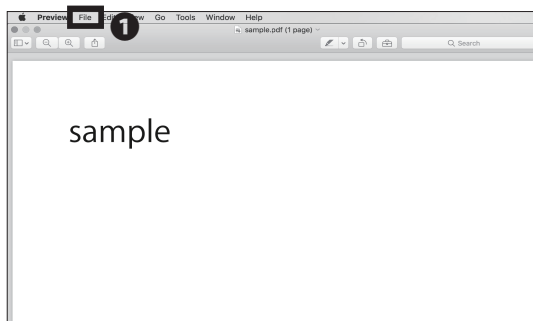 Preview File Edit View Go Tools Window Help
1
sample.pdf (1 page)
Search
sample